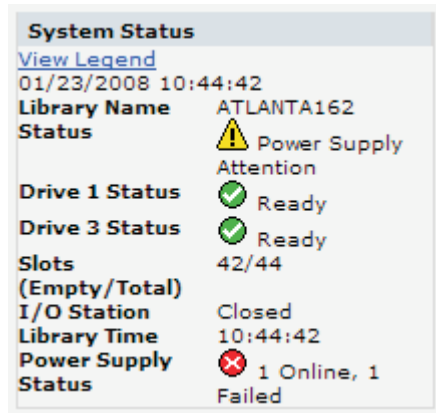 System Status
View Legend
01/23/2008 10:44:42
Library Name ATLANTA162
Status Power Supply
Attention
Drive 1 Status Ready
Drive 3 Status Ready
Slots 42/44
(Empty/Total)
I/O Station Closed
Library Time 10:44:42
Power Supply 1 Online, 1
Status Failed